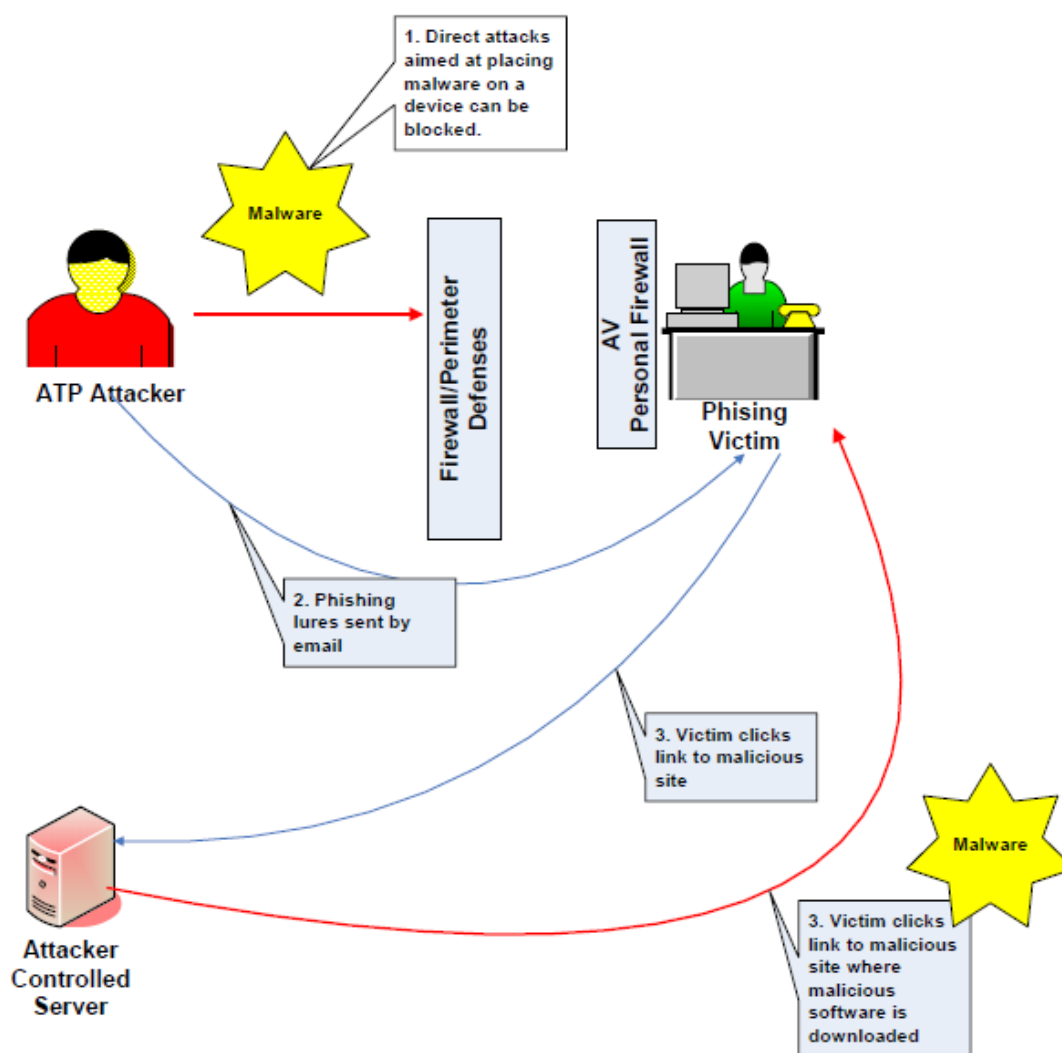 1. Direct attacks
aimed at placing
malware on a
device can be
blocked.
Malware
ATP Attacker
Firewall/Perimeter
Defenses
AV
Personal Firewall
Phising
Victim
2. Phishing
lures sent by
email
3. Victim clicks
link to malicious
site
Malware
Attacker
Controlled
Server
3. Victim clicks
link to malicious
site where
malicious
software is
downloaded